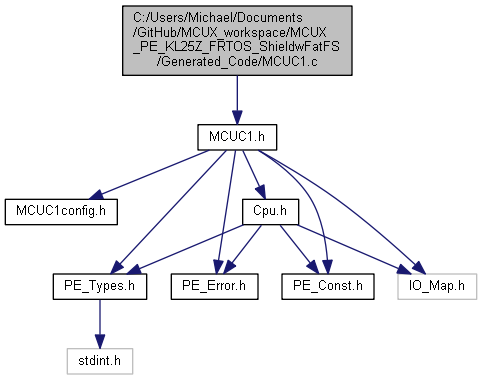 C:/Users/Michael/Documents
/GitHub/MCUX_workspace/MCUX
_PE_KL25Z_FRTOS_ShieldwFatFS
/Generated_Code/MCUC1.c
MCUC1.h
MCUC1config.h
Cpu.h
PE_Types.h
PE_Error.h
PE_Const.h
IO_Map.h
stdint.h